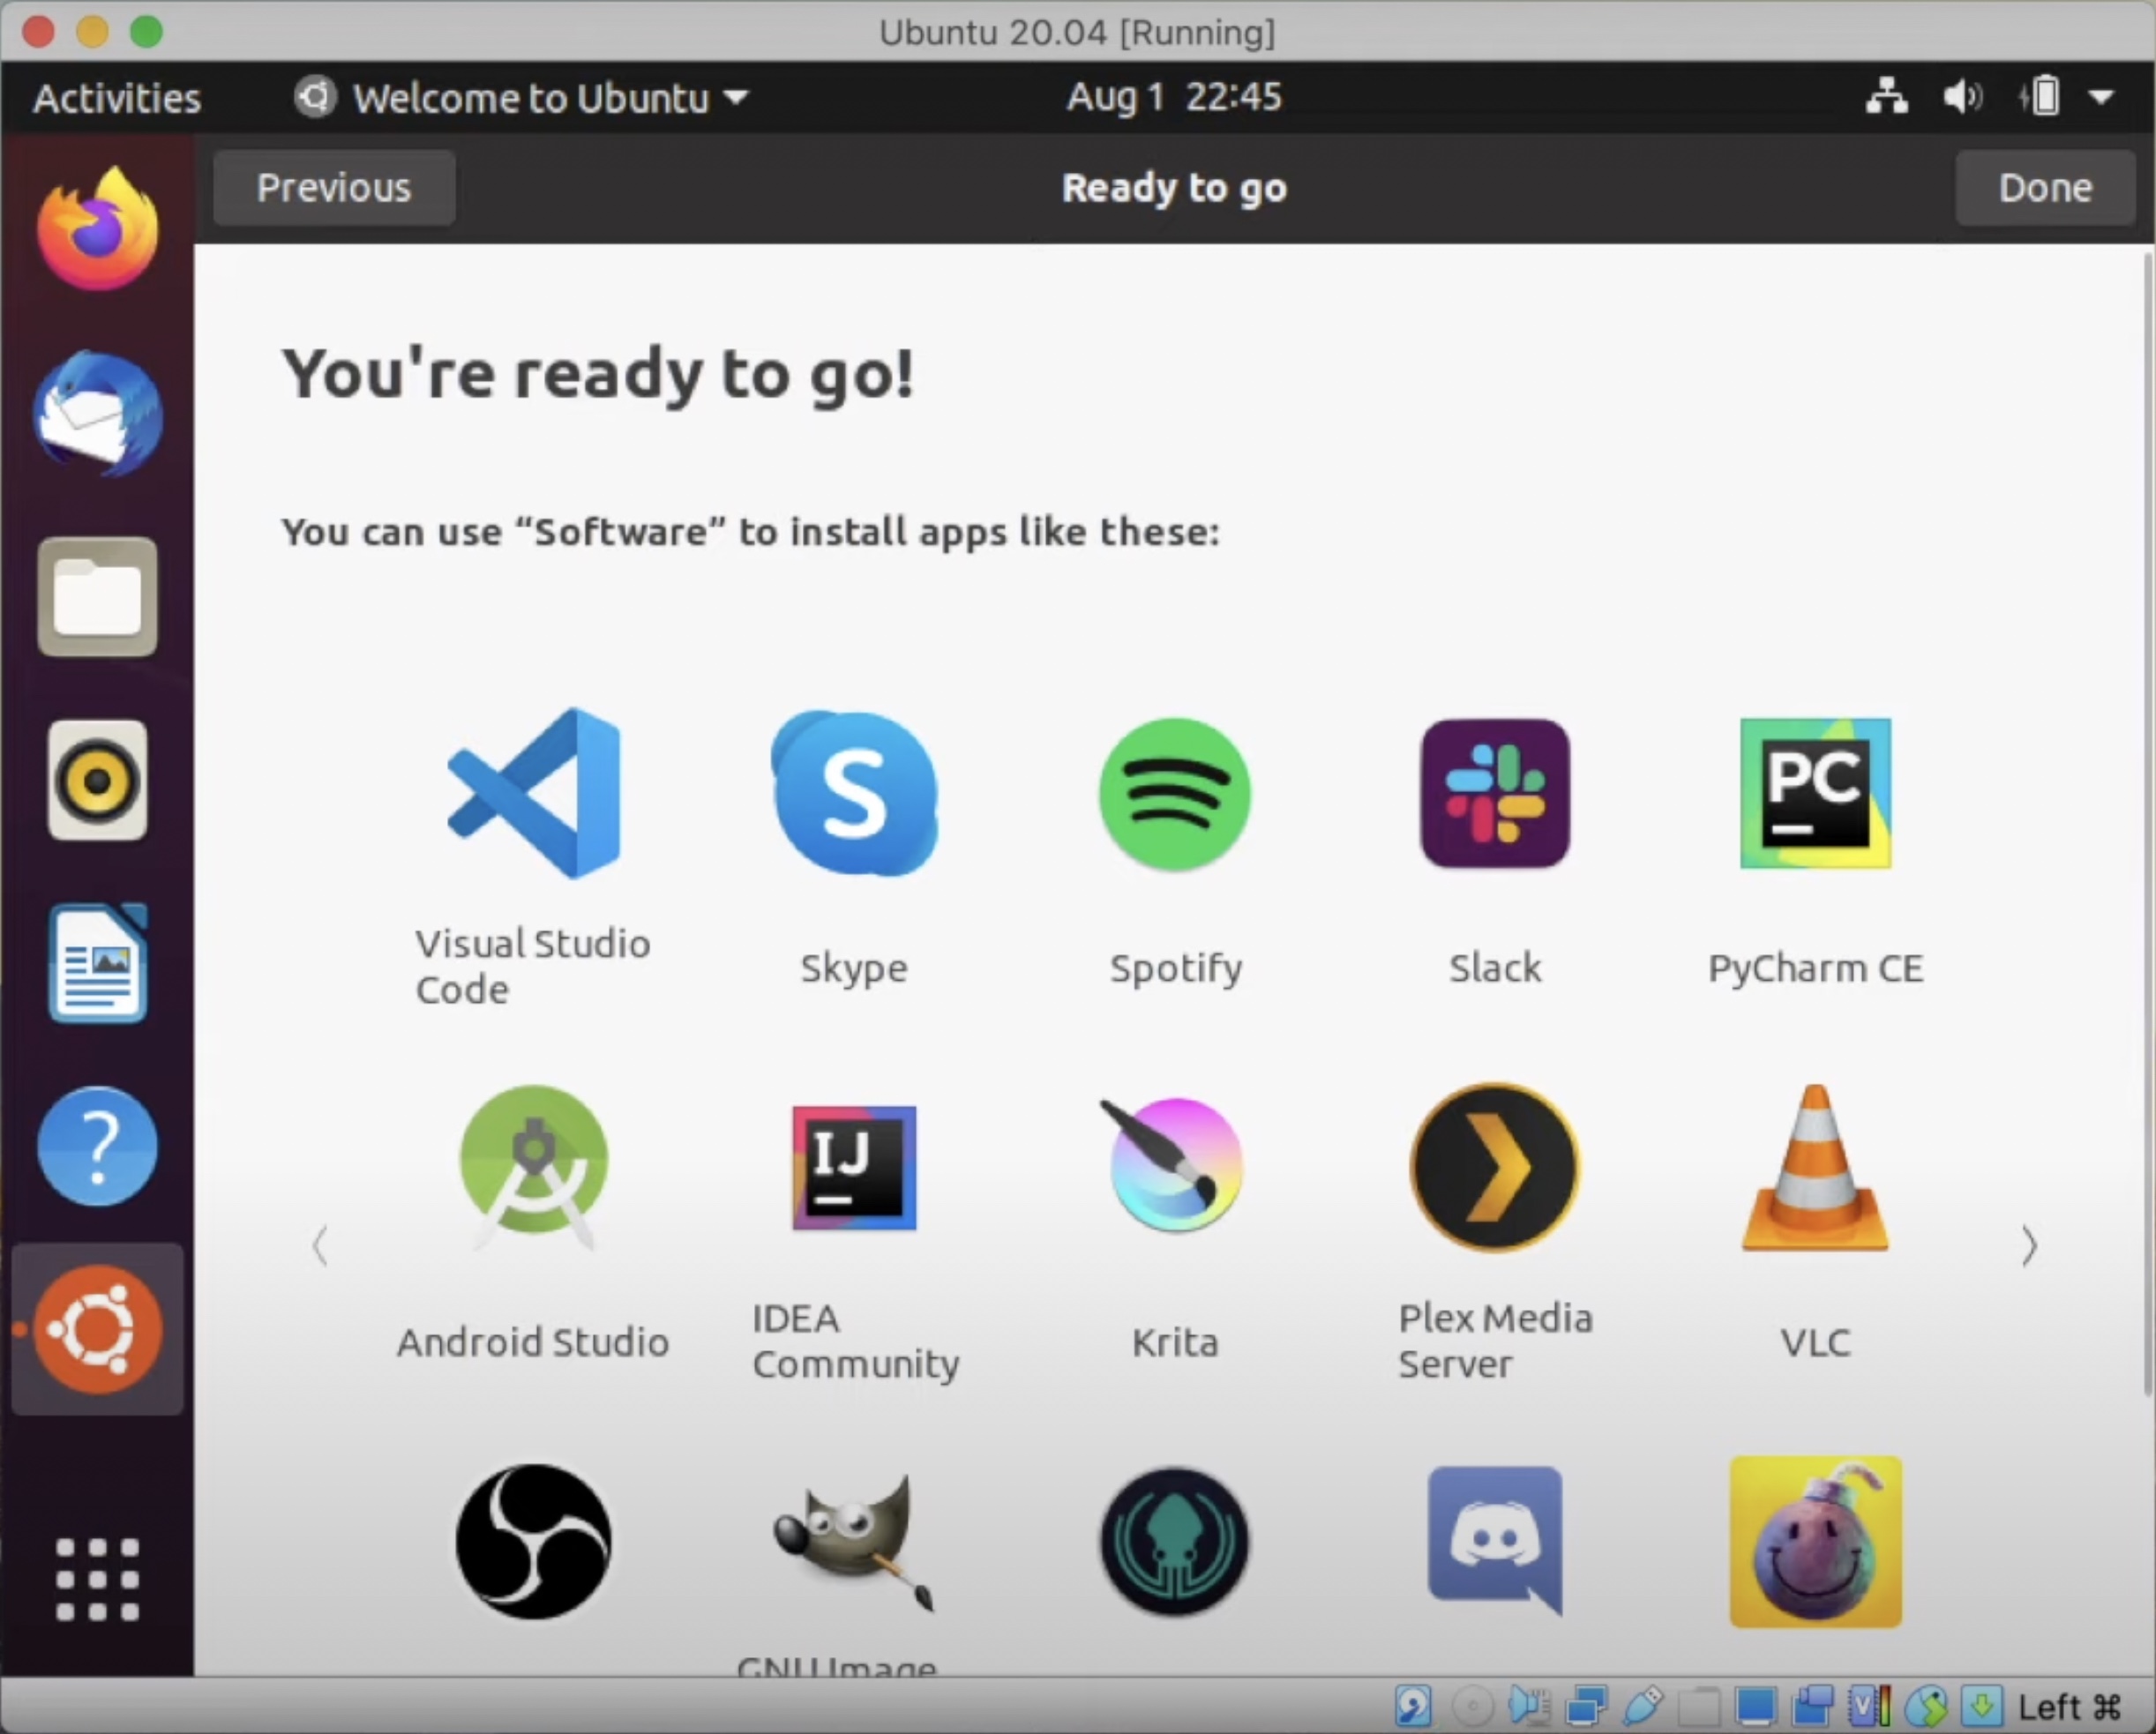 Ubuntu 20.04 [Running]
Activities
Welcome to Ubuntu
Aug 1 22:45
Previous
Ready to go
Done
You're ready to go!
You can use “Software” to install apps like these:
S
PC
Visual Studio
Code
Skype
Spotify
Slack
PyCharm CE
?
IJ
Android Studio
IDEA
Community
Krita
Plex Media
Server
VLC
GNU Image
V
Left ⌘